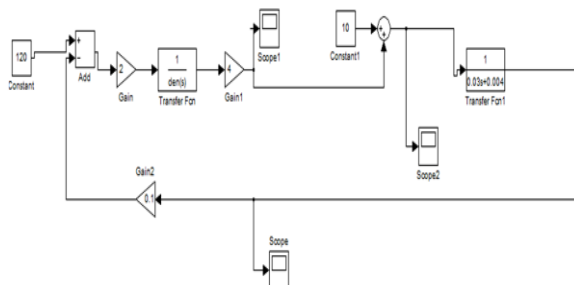 120
Constant
+
−
Add
2
Gain
1
den(s)
Transfer Fcn
4
Gain1
Scope1
10
Constant1
+
+
Scope2
1
0.03s+0.004
Transfer Fcn1
Gain2
0.1
Scope